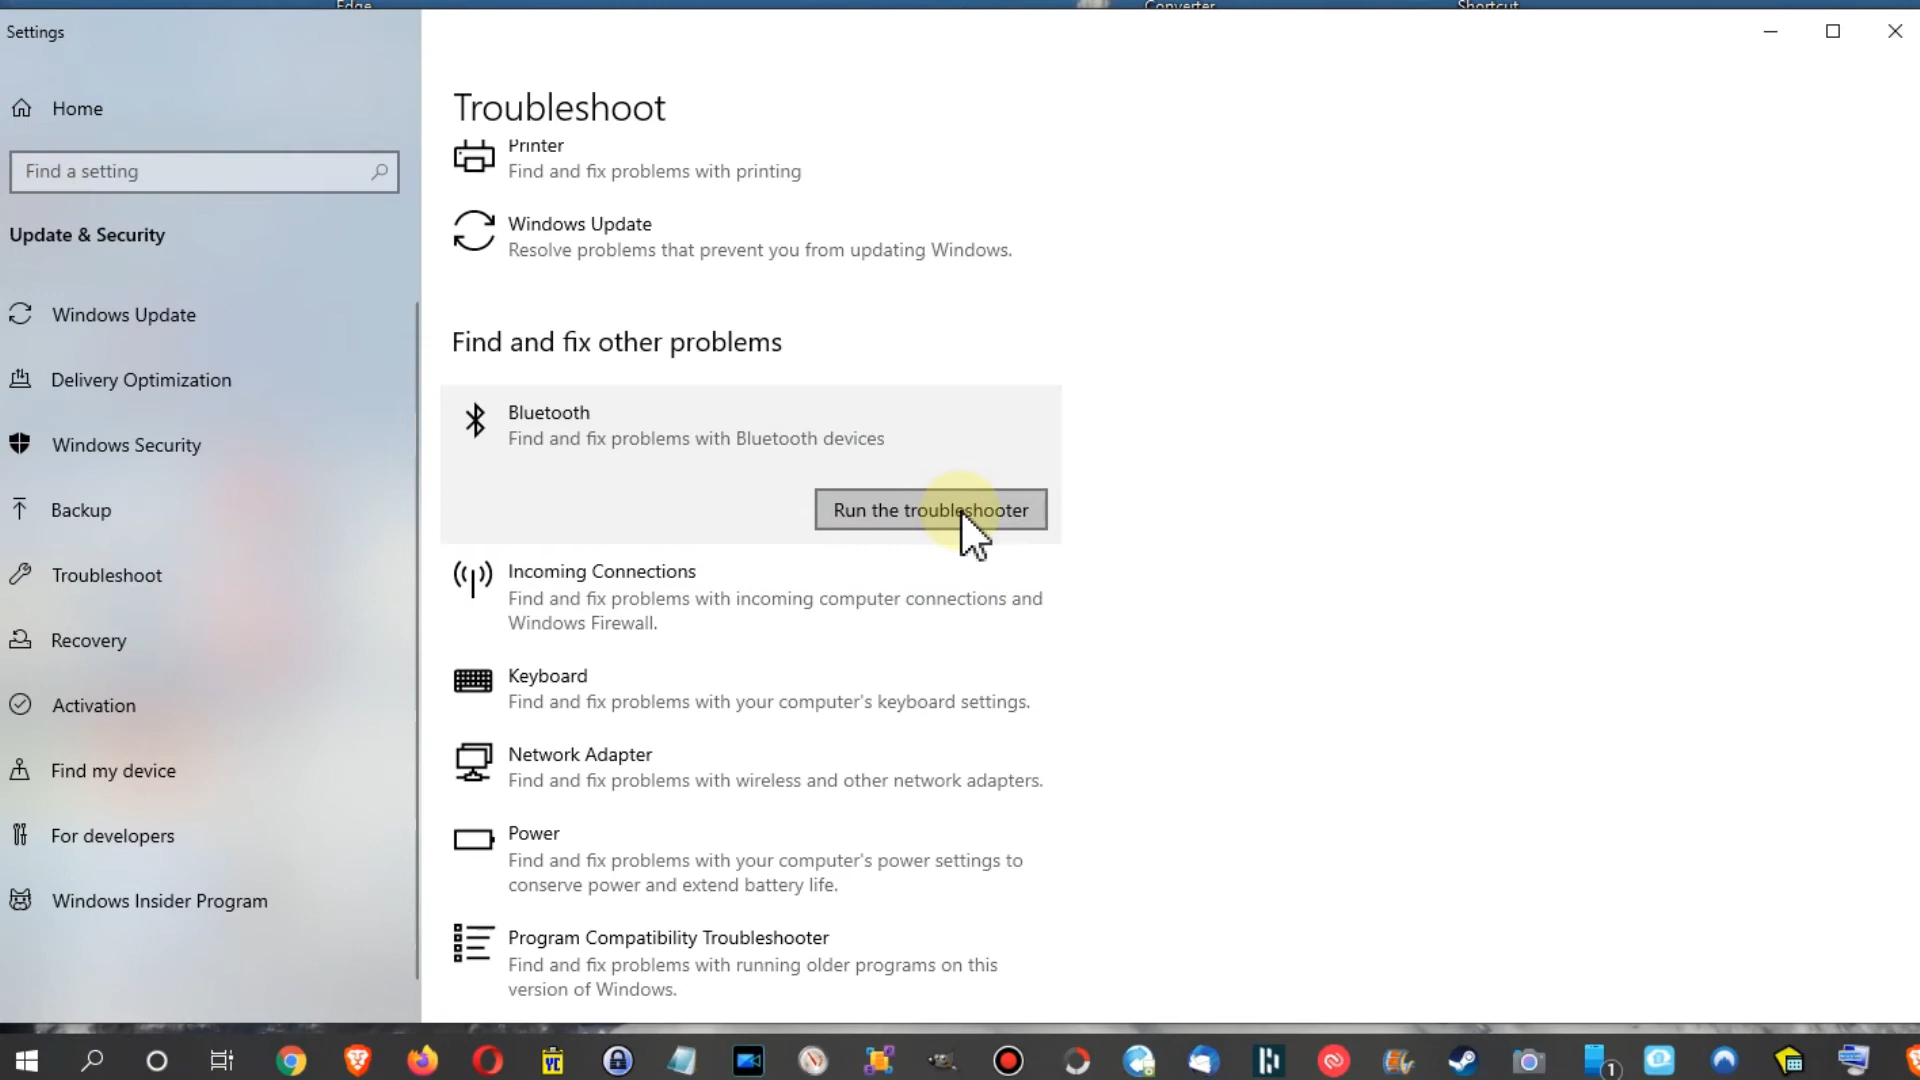 Edge
Converter
Shortcut
Settings
Home
Find a setting
Update & Security
Windows Update
Delivery Optimization
Windows Security
Backup
Troubleshoot
Recovery
Activation
Find my device
For developers
Windows Insider Program
Troubleshoot
Printer
Find and fix problems with printing
Windows Update
Resolve problems that prevent you from updating Windows.
Find and fix other problems
Bluetooth
Find and fix problems with Bluetooth devices
Run the troubleshooter
Incoming Connections
Find and fix problems with incoming computer connections and
Windows Firewall.
Keyboard
Find and fix problems with your computer's keyboard settings.
Network Adapter
Find and fix problems with wireless and other network adapters.
Power
Find and fix problems with your computer's power settings to
conserve power and extend battery life.
Program Compatibility Troubleshooter
Find and fix problems with running older programs on this
version of Windows.
YC
1